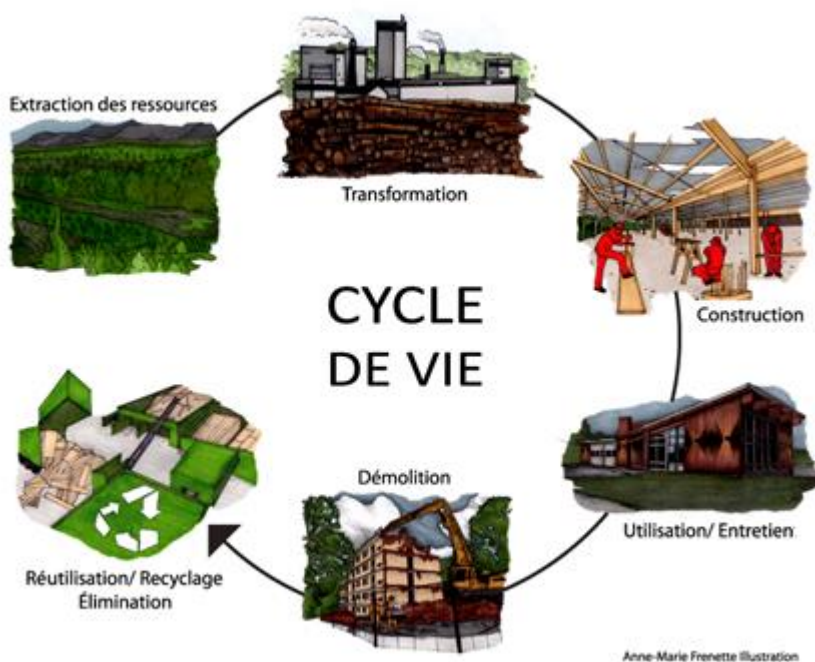 Extraction des ressources
Transformation
Construction
CYCLE
DE VIE
Utilisation/ Entretien
Démolition
Réutilisation/ Recyclage
Élimination
Anne-Marie Frenette Illustration